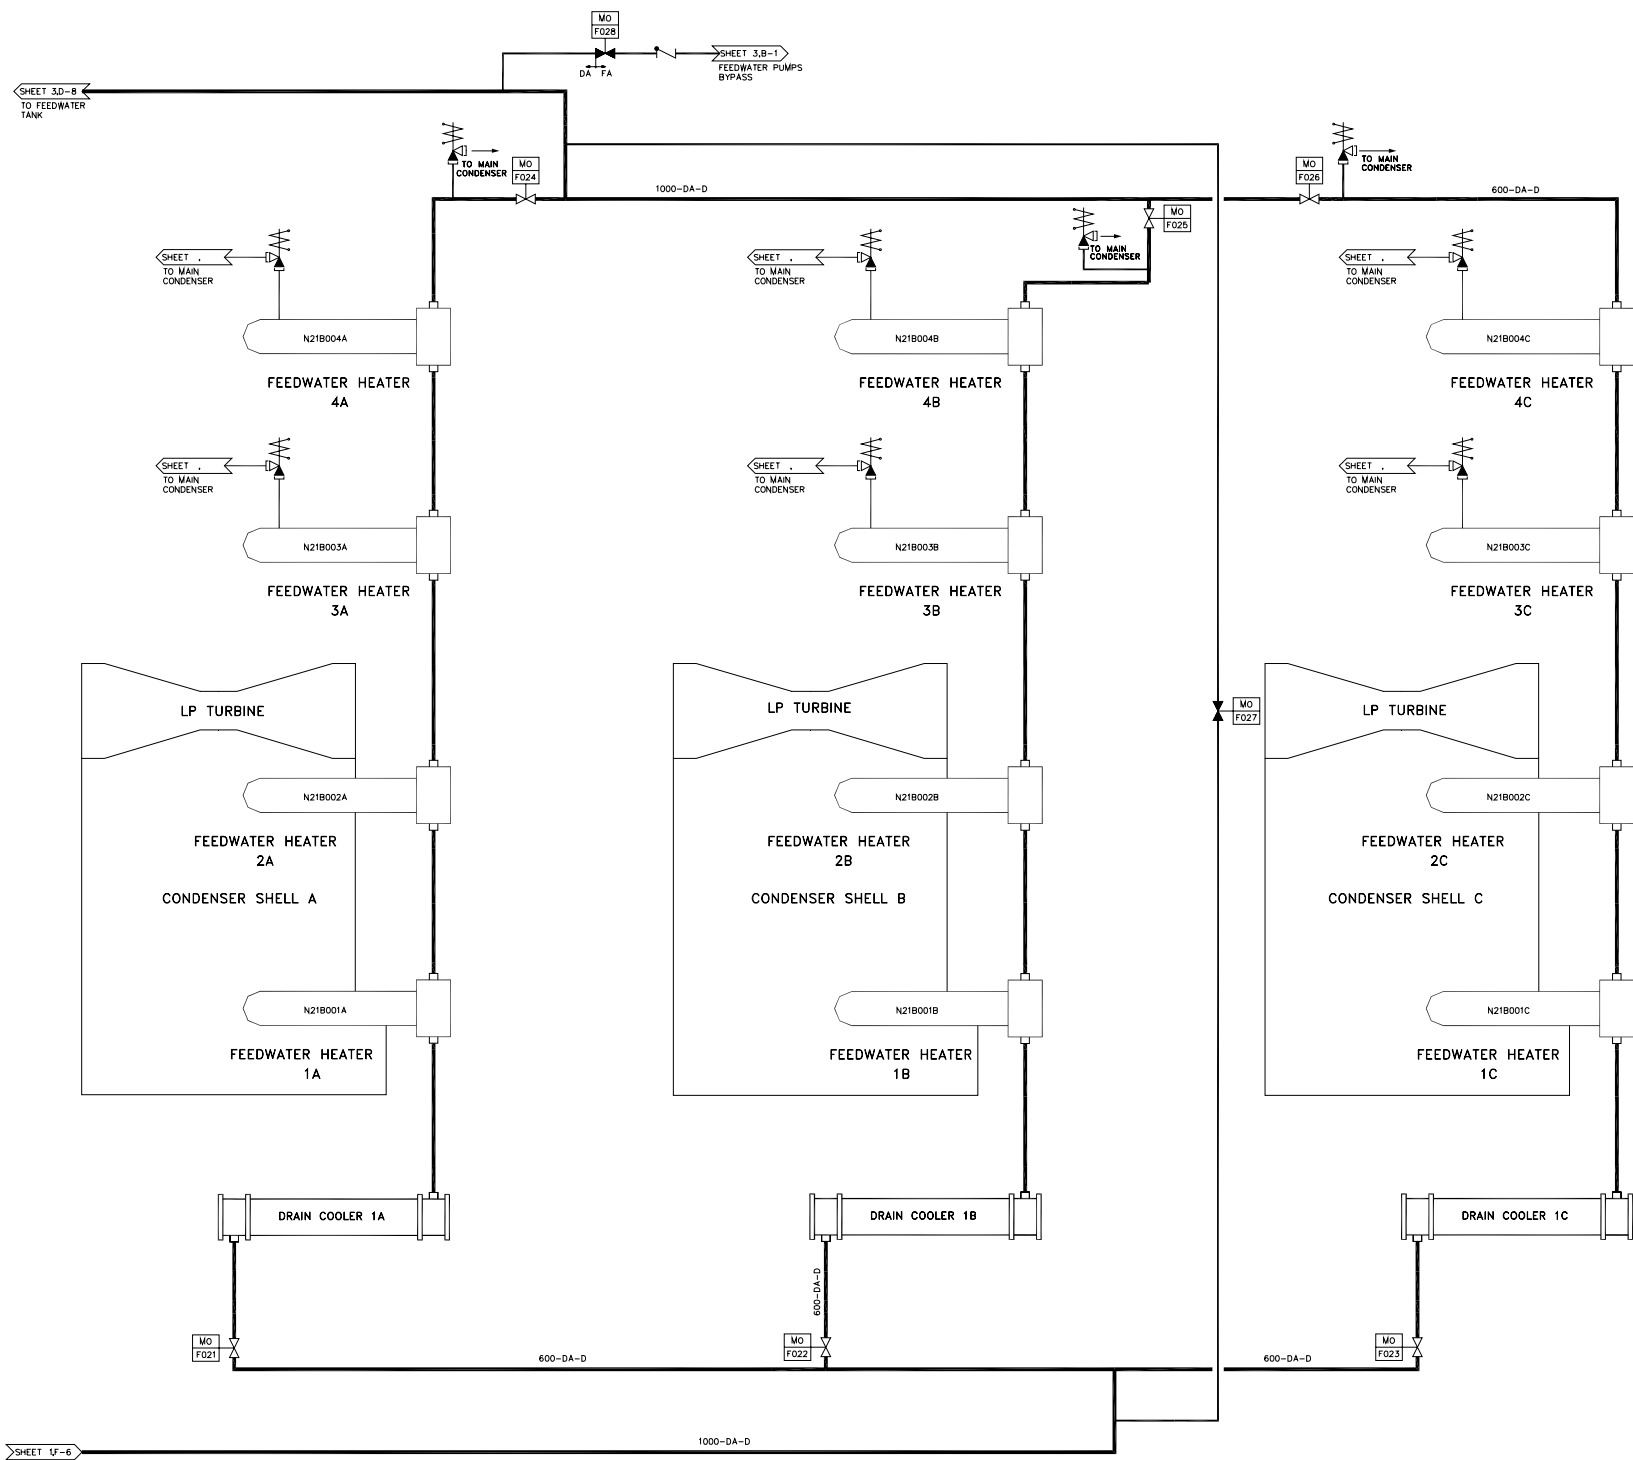 MO
F028
SHEET 3,B-1
DA FA
FEEDWATER PUMPS
BYPASS
SHEET 3,D-8
TO FEEDWATER
TANK
TO MAIN
CONDENSER
MO
F024
1000-DA-D
MO
F026
TO MAIN
CONDENSER
600-DA-D
MO
F025
TO MAIN
CONDENSER
SHEET ,
TO MAIN
CONDENSER
SHEET ,
TO MAIN
CONDENSER
SHEET ,
TO MAIN
CONDENSER
N21B004A
N21B004B
N21B004C
FEEDWATER HEATER
4A
FEEDWATER HEATER
4B
FEEDWATER HEATER
4C
SHEET ,
TO MAIN
CONDENSER
SHEET ,
TO MAIN
CONDENSER
SHEET ,
TO MAIN
CONDENSER
N21B003A
N21B003B
N21B003C
FEEDWATER HEATER
3A
FEEDWATER HEATER
3B
FEEDWATER HEATER
3C
LP TURBINE
LP TURBINE
MO
F027
LP TURBINE
N21B002A
N21B002B
N21B002C
FEEDWATER HEATER
2A
FEEDWATER HEATER
2B
FEEDWATER HEATER
2C
CONDENSER SHELL A
CONDENSER SHELL B
CONDENSER SHELL C
N21B001A
N21B001B
N21B001C
FEEDWATER HEATER
1A
FEEDWATER HEATER
1B
FEEDWATER HEATER
1C
DRAIN COOLER 1A
DRAIN COOLER 1B
DRAIN COOLER 1C
600-DA-D
MO
F021
MO
F022
MO
F023
600-DA-D
600-DA-D
1000-DA-D
SHEET 1,F-6